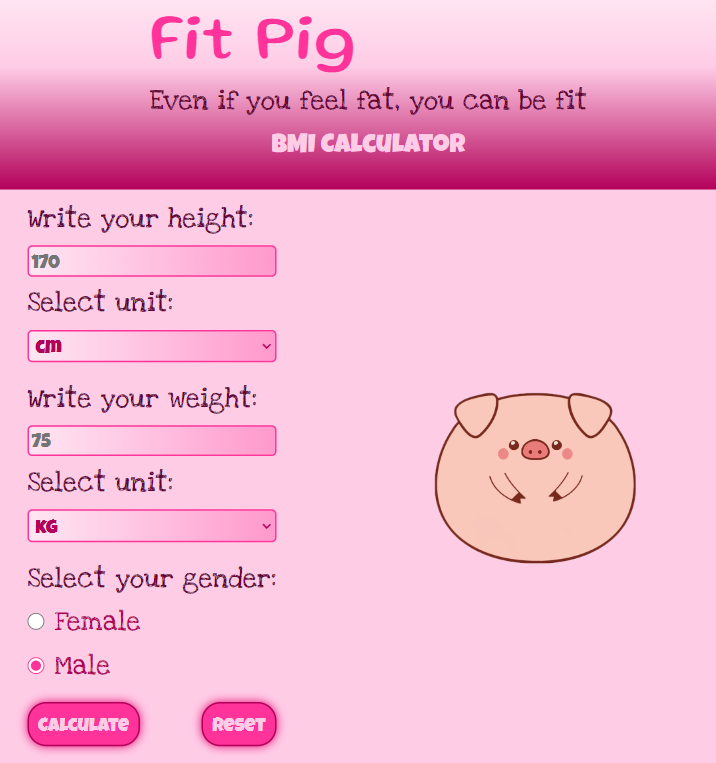 Fit Pig
Even if you feel fat, you can be fit
BMI CALCULATOR
Write your height:
170
Select unit:
cm
Write your weight:
75
Select unit:
KG
Select your gender:
Female
Male
Calculate
Reset